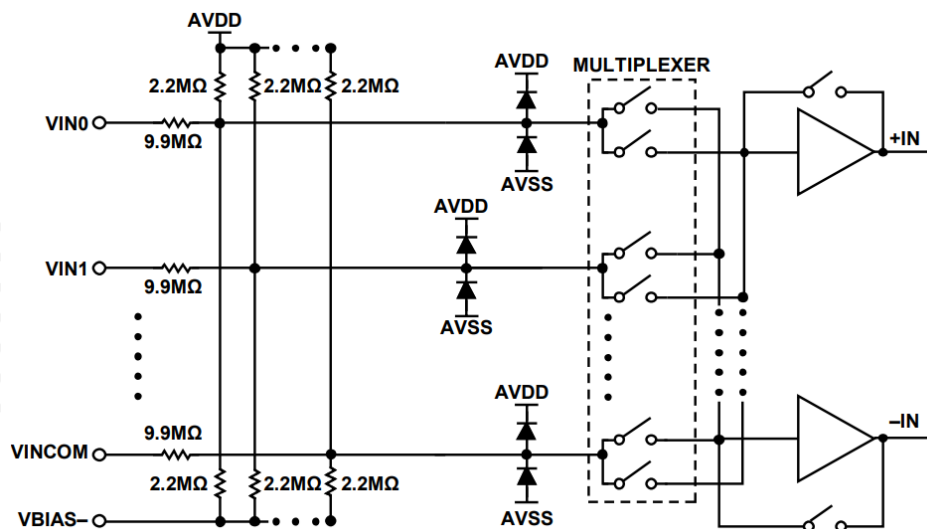 AVDD
2.2MΩ 2.2MΩ 2.2MΩ
AVDD
MULTIPLEXER
VIN0
9.9MΩ
+IN
AVSS
AVDD
VIN1
9.9MΩ
AVSS
AVDD
9.9MΩ
–IN
VINCOM
2.2MΩ 2.2MΩ 2.2MΩ
AVSS
VBIAS–